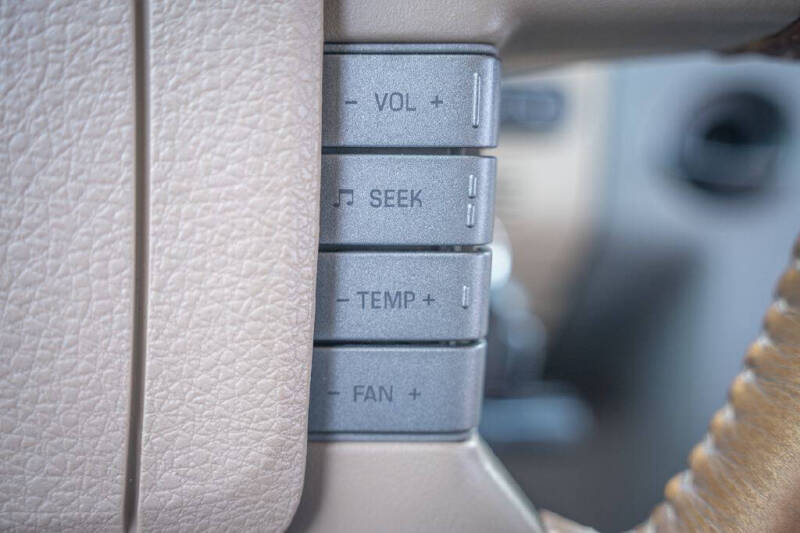 - VOL +
♫ SEEK
- TEMP +
- FAN +